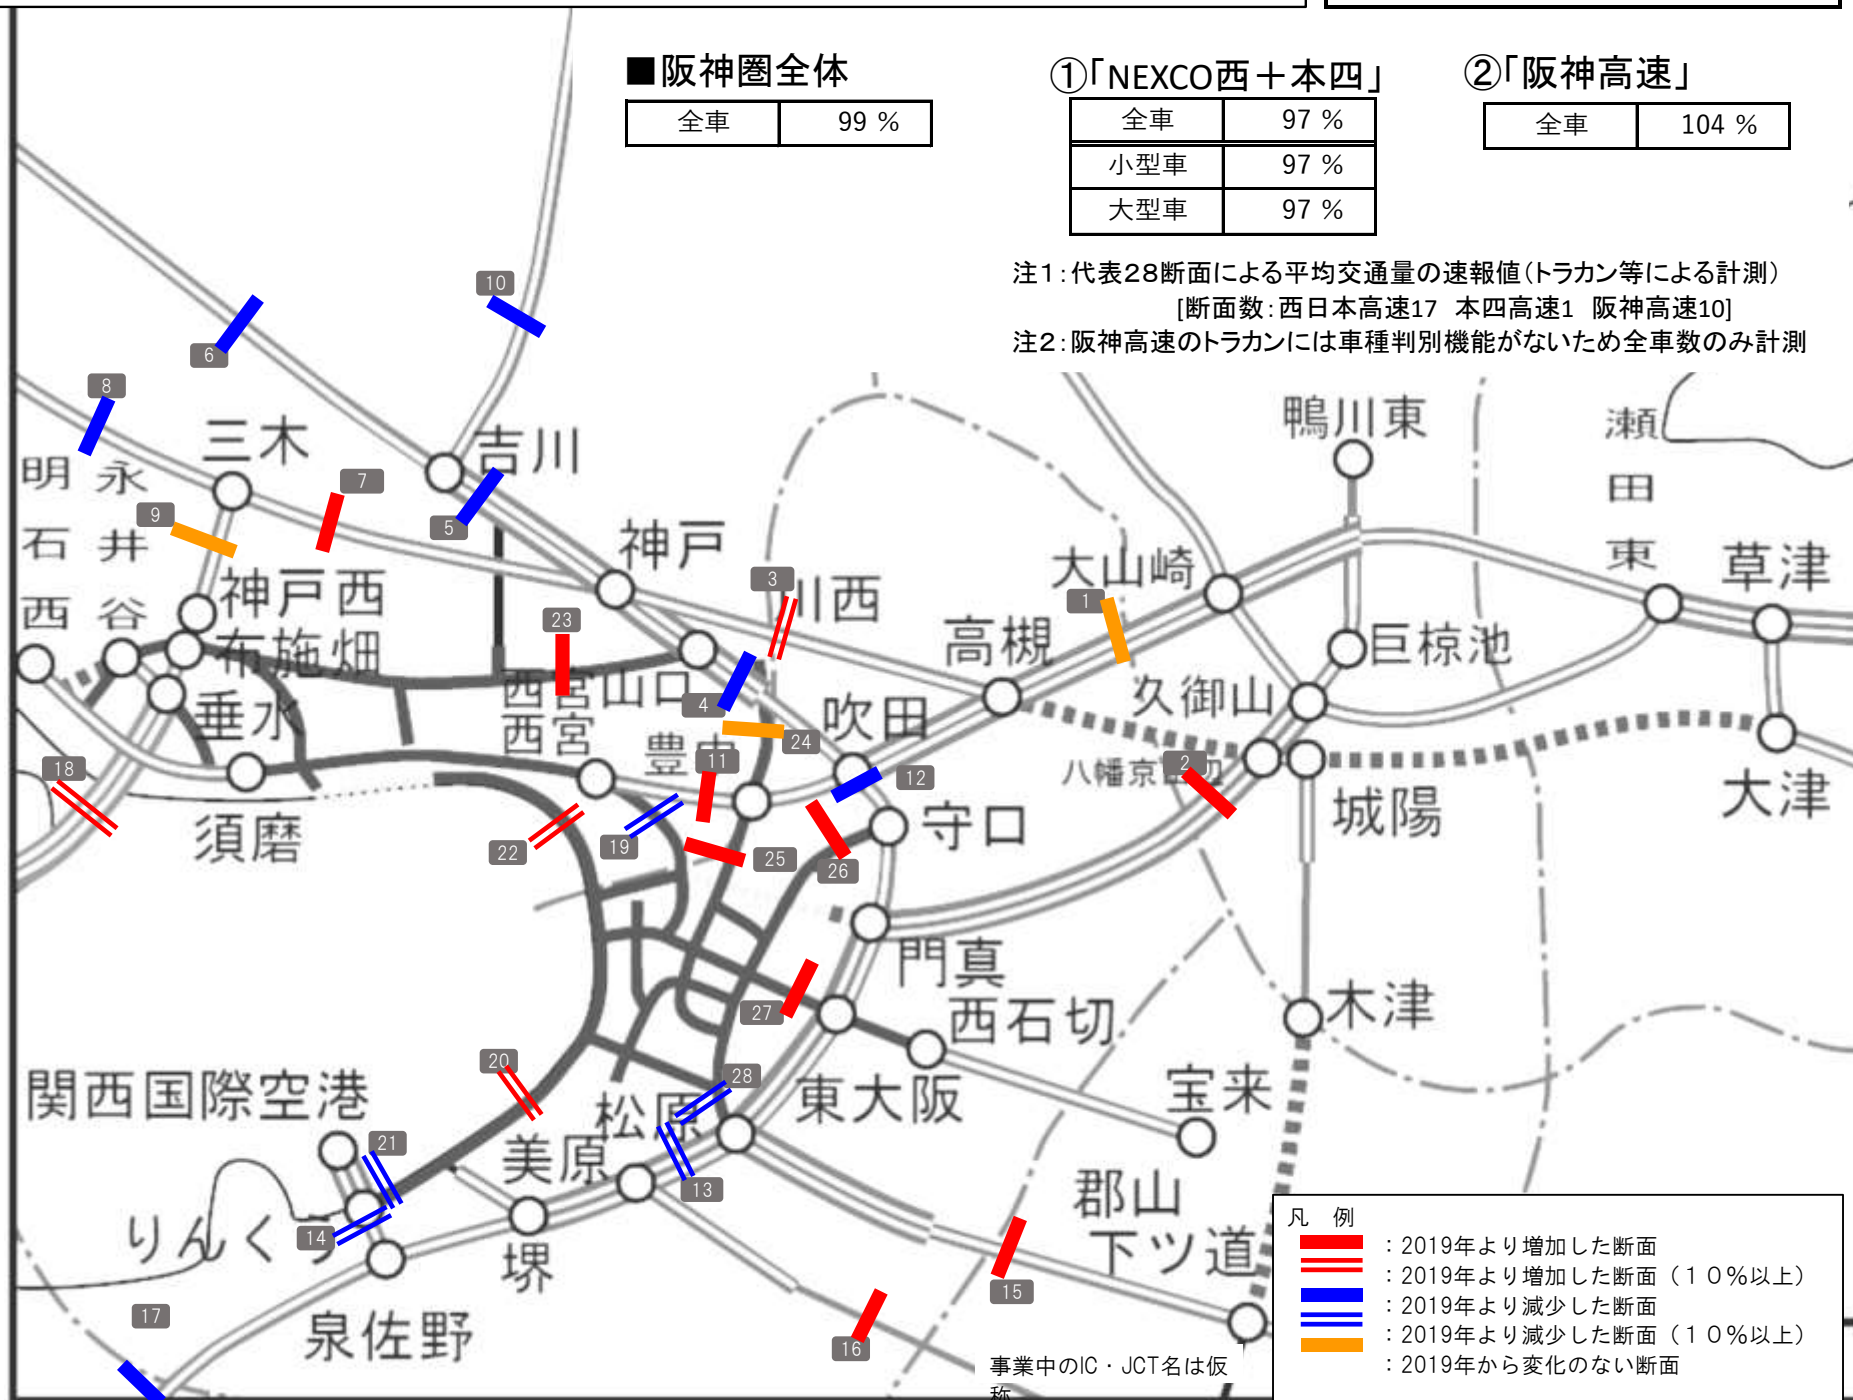 ■阪神圏全体
全車 99 %
①「NEXCO西＋本四」
全車 97 %
小型車 97 %
大型車 97 %
②「阪神高速」
全車 104 %
注１：代表２８断面による平均交通量の速報値（トラカン等による計測）
[断面数：西日本高速17 本四高速1 阪神高速10]
注２：阪神高速のトラカンには車種判別機能がないため全車数のみ計測
10
6
8
三木
吉川
鴨川東
瀬田東
明石西
永井谷
7
9
5
神戸
大山崎
草津
神戸西
3
川西
1
23
布施畑
高槻
巨椋池
西宮山口
4
久御山
垂水
西宮
吹田
24
豊中
11
18
12
八幡京田辺
2
大津
須磨
守口
城陽
22
19
25
26
門真
27
西石切
木津
20
28
関西国際空港
松原
東大阪
宝来
21
美原
13
郡山
りんくう
14
堺
下ツ道
15
17
泉佐野
16
事業中のIC・JCT名は仮
称
凡 例
：2019年より増加した断面
：2019年より増加した断面（１０％以上）
：2019年より減少した断面
：2019年より減少した断面（１０％以上）
：2019年から変化のない断面